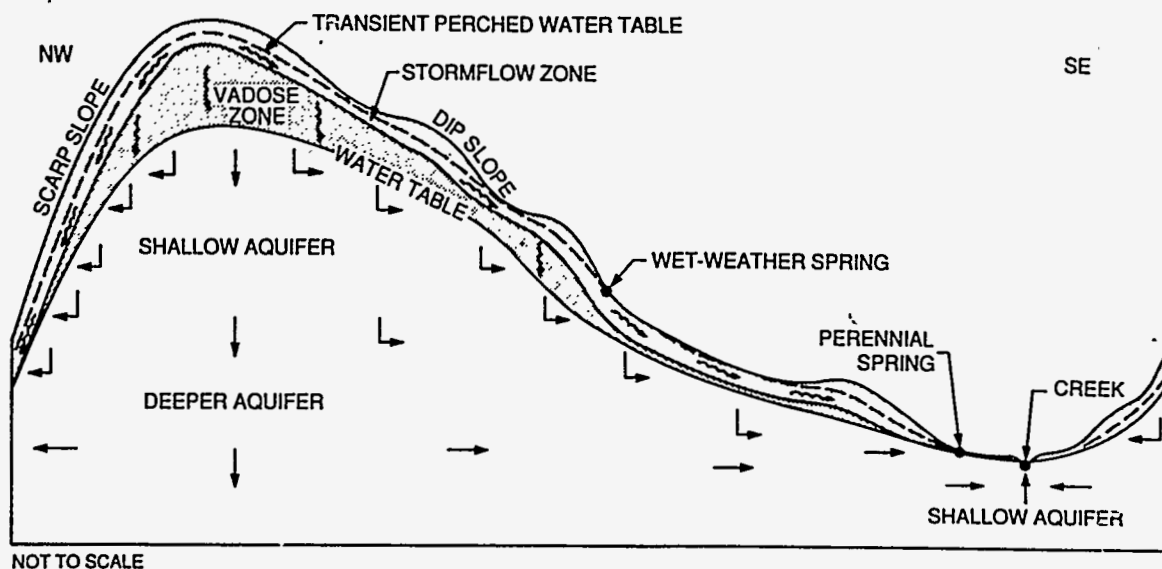 TRANSIENT PERCHED WATER TABLE
NW
SE
STORMFLOW ZONE
SCARP SLOPE
VADOSE
ZONE
DIP SLOPE
WATER TABLE
SHALLOW AQUIFER
WET-WEATHER SPRING
PERENNIAL
SPRING
CREEK
DEEPER AQUIFER
SHALLOW AQUIFER
NOT TO SCALE